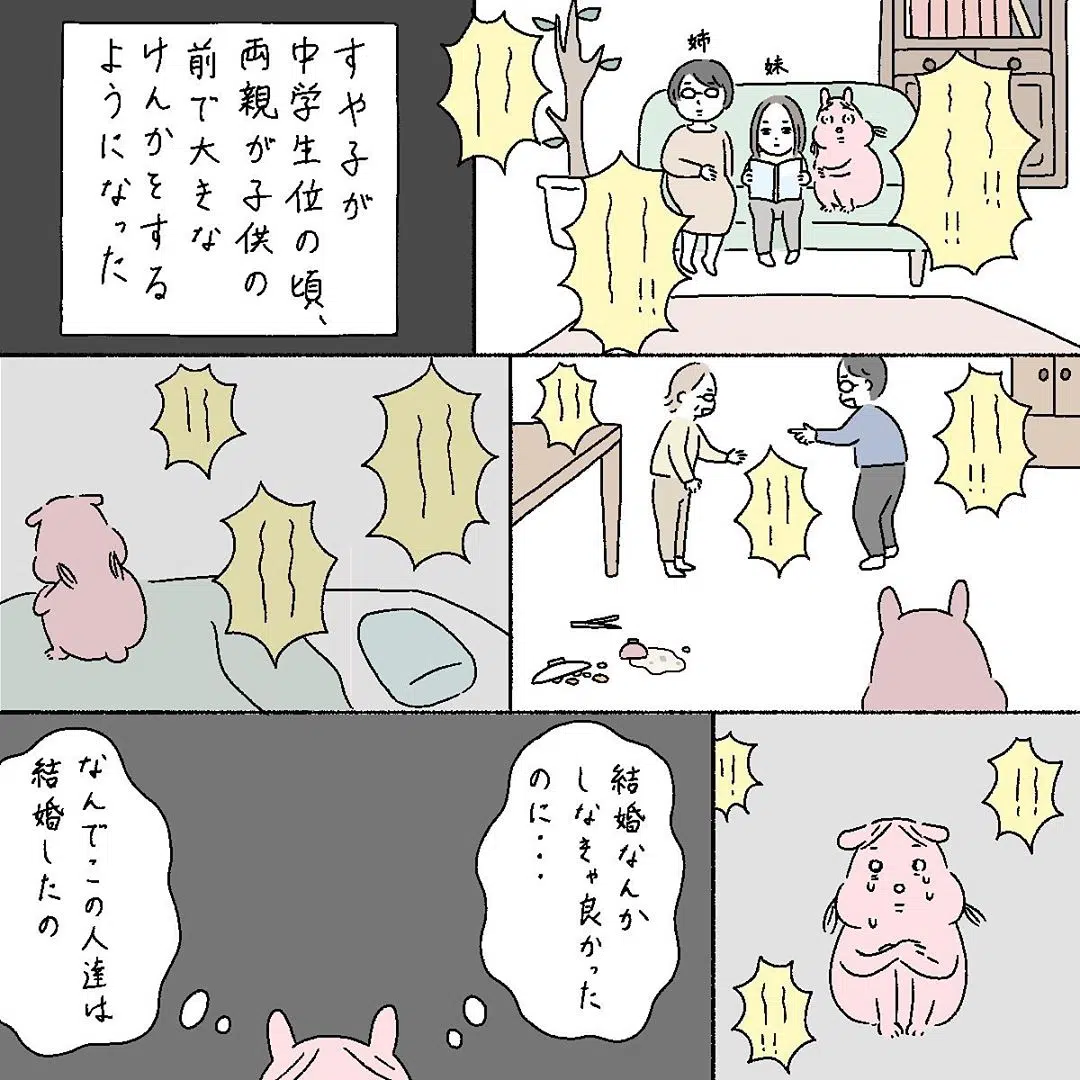 姉
妹
すや子が
中学生位の頃、
両親が子供の
前で大きな
けんかをする
ようになった
結婚なんか
しなきゃ良かった
のに・・・
なんでこの人達は
結婚したの